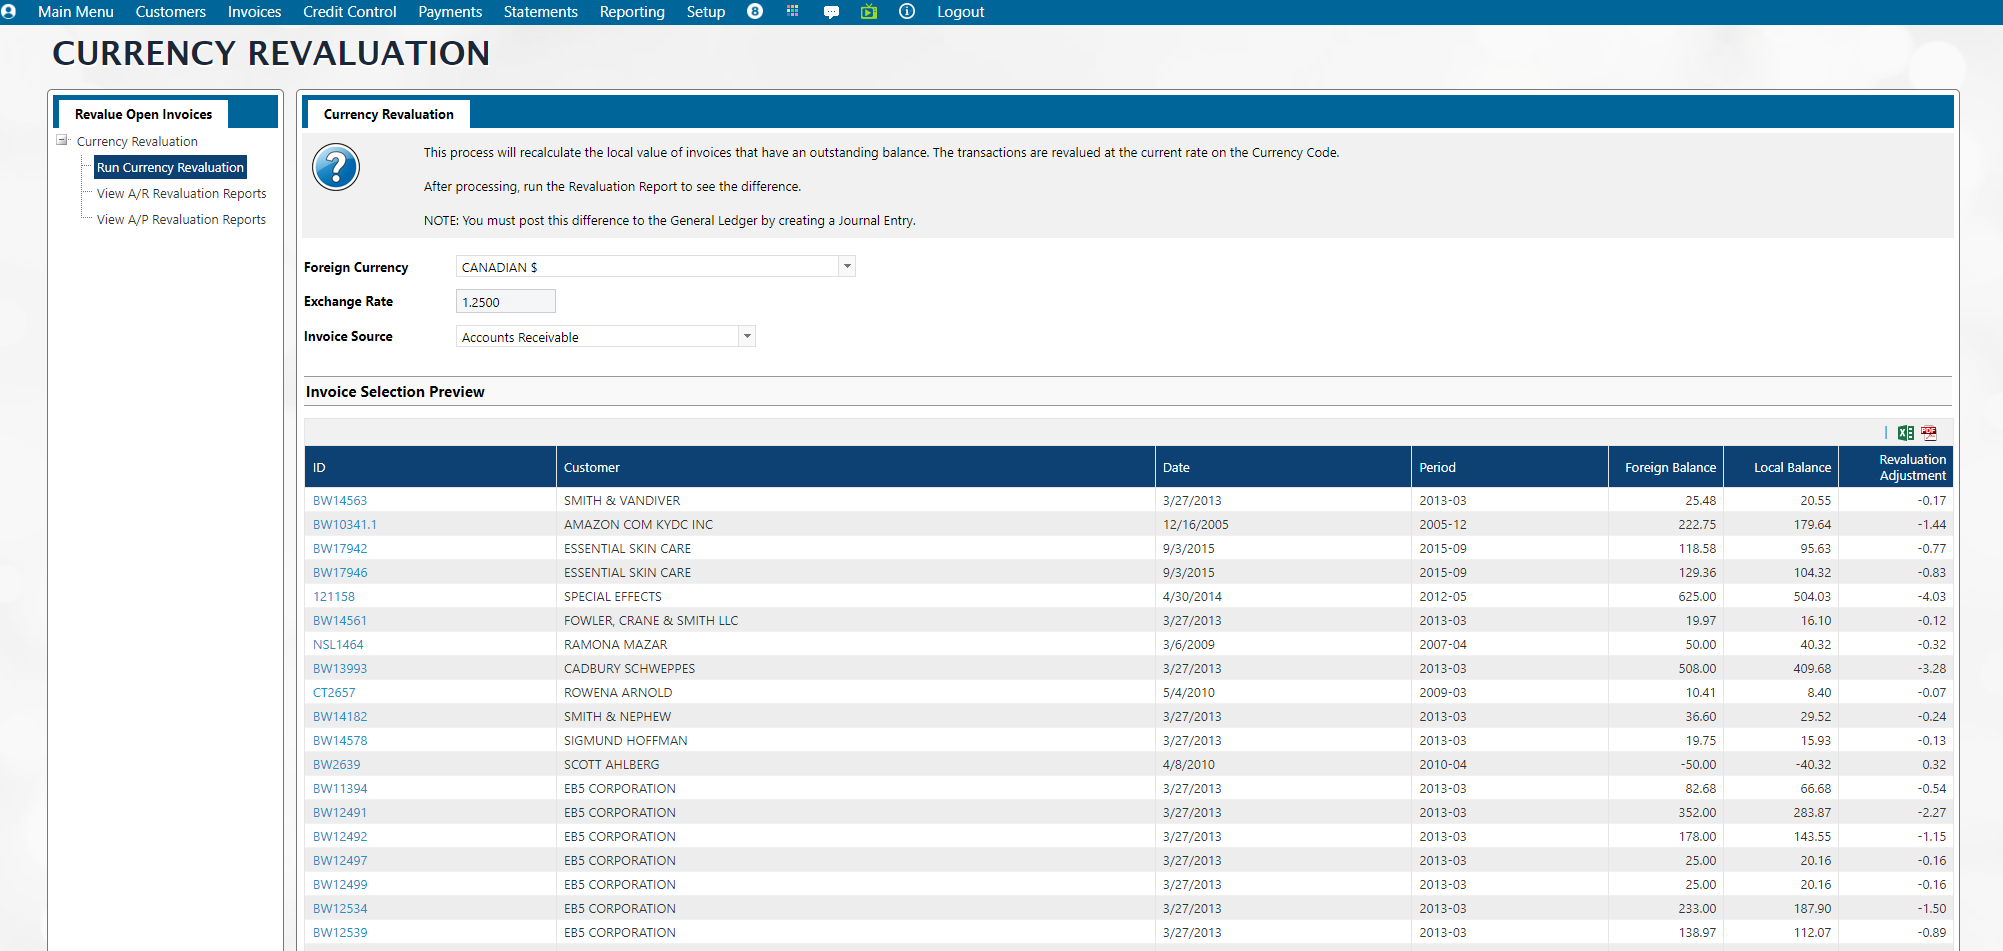 Main Menu Customers Invoices Credit Control Payments Statements Reporting Setup 8 Logout
CURRENCY REVALUATION
Revalue Open Invoices
Currency Revaluation
Run Currency Revaluation
View A/R Revaluation Reports
View A/P Revaluation Reports
Currency Revaluation
This process will recalculate the local value of invoices that have an outstanding balance. The transactions are revalued at the current rate on the Currency Code.
After processing, run the Revaluation Report to see the difference.
NOTE: You must post this difference to the General Ledger by creating a Journal Entry.
Foreign Currency CANADIAN $
Exchange Rate 1.2500
Invoice Source Accounts Receivable
Invoice Selection Preview
ID Customer Date Period Foreign Balance Local Balance Revaluation Adjustment
BW14563 SMITH & VANDIVER 3/27/2013 2013-03 25.48 20.55 -0.17
BW10341.1 AMAZON COM KYDC INC 12/16/2005 2005-12 222.75 179.64 -1.44
BW17942 ESSENTIAL SKIN CARE 9/3/2015 2015-09 118.58 95.63 -0.77
BW17946 ESSENTIAL SKIN CARE 9/3/2015 2015-09 129.36 104.32 -0.83
121158 SPECIAL EFFECTS 4/30/2014 2012-05 625.00 504.03 -4.03
BW14561 FOWLER, CRANE & SMITH LLC 3/27/2013 2013-03 19.97 16.10 -0.12
NSL1464 RAMONA MAZAR 3/6/2009 2007-04 50.00 40.32 -0.32
BW13993 CADBURY SCHWEPPES 3/27/2013 2013-03 508.00 409.68 -3.28
CT2657 ROWENA ARNOLD 5/4/2010 2009-03 10.41 8.40 -0.07
BW14182 SMITH & NEPHEW 3/27/2013 2013-03 36.60 29.52 -0.24
BW14578 SIGMUND HOFFMAN 3/27/2013 2013-03 19.75 15.93 -0.13
BW2639 SCOTT AHLBERG 4/8/2010 2010-04 -50.00 -40.32 0.32
BW11394 EB5 CORPORATION 3/27/2013 2013-03 82.68 66.68 -0.54
BW12491 EB5 CORPORATION 3/27/2013 2013-03 352.00 283.87 -2.27
BW12492 EB5 CORPORATION 3/27/2013 2013-03 178.00 143.55 -1.15
BW12497 EB5 CORPORATION 3/27/2013 2013-03 25.00 20.16 -0.16
BW12499 EB5 CORPORATION 3/27/2013 2013-03 25.00 20.16 -0.16
BW12534 EB5 CORPORATION 3/27/2013 2013-03 233.00 187.90 -1.50
BW12539 EB5 CORPORATION 3/27/2013 2013-03 138.97 112.07 -0.89